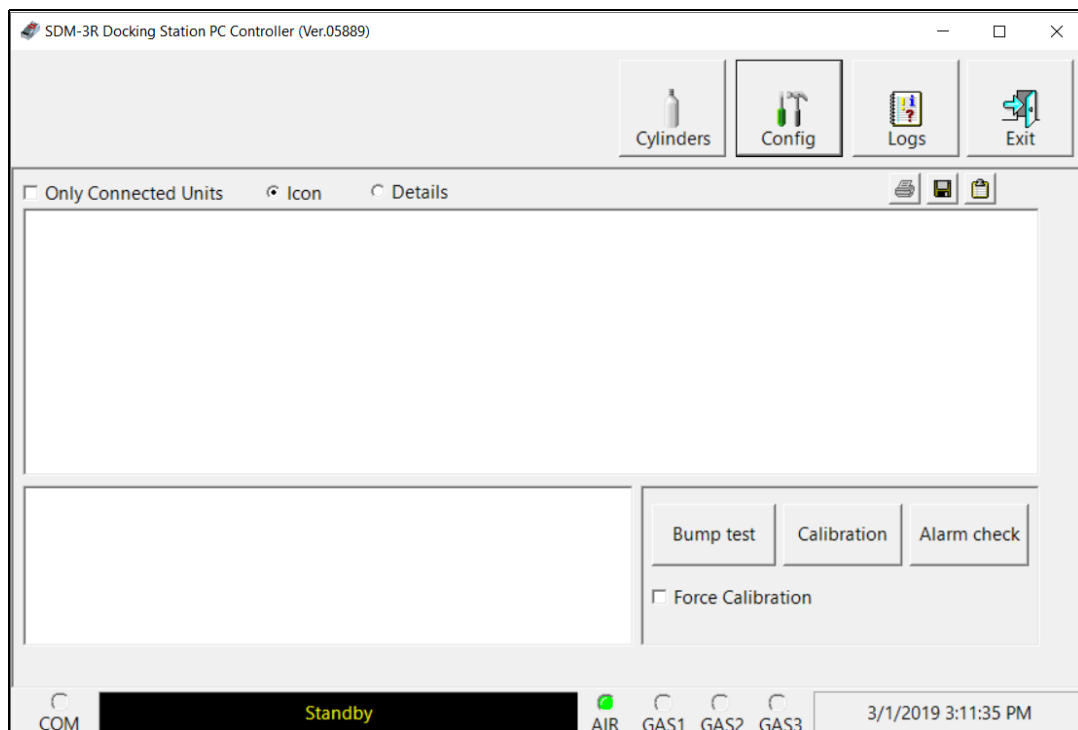 SDM-3R Docking Station PC Controller (Ver.05889)
Cylinders Config Logs Exit
Only Connected Units Icon Details
Bump test Calibration Alarm check
Force Calibration
COM Standby AIR GAS1 GAS2 GAS3 3/1/2019 3:11:35 PM